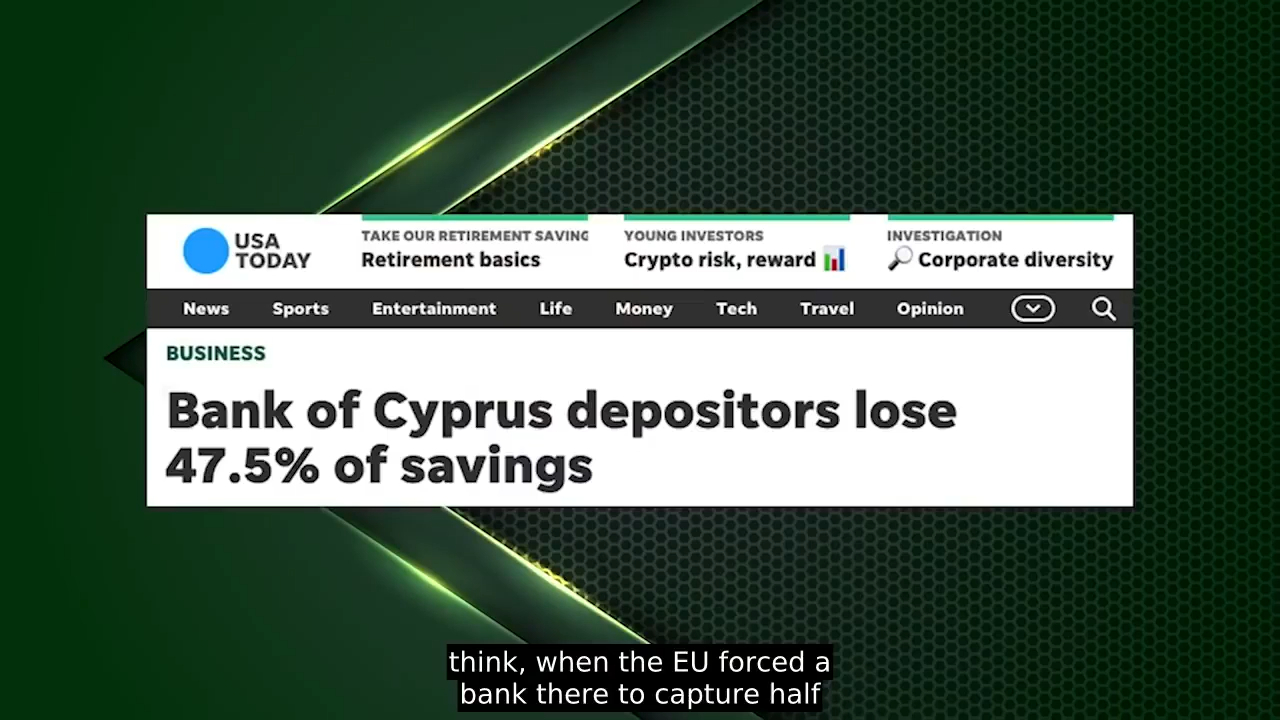 USA
TODAY
TAKE OUR RETIREMENT SAVING
Retirement basics
YOUNG INVESTORS
Crypto risk, reward
INVESTIGATION
Corporate diversity
News Sports Entertainment Life Money Tech Travel Opinion
BUSINESS
Bank of Cyprus depositors lose
47.5% of savings
think, when the EU forced a
bank there to capture half